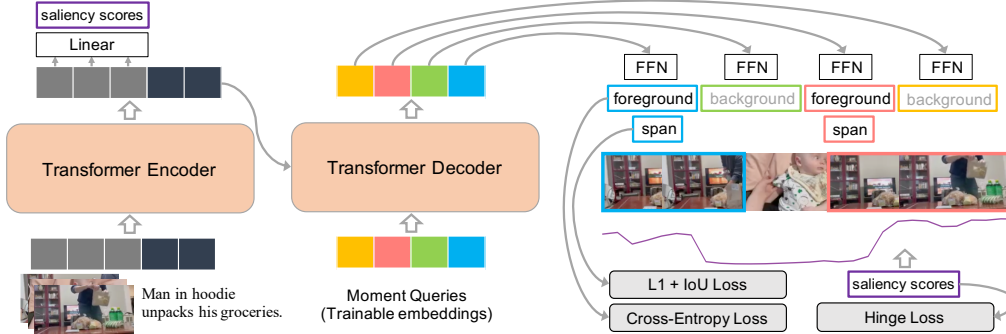 saliency scores
Linear
Transformer Encoder
Man in hoodie
unpacks his groceries.
Transformer Decoder
Moment Queries
(Trainable embeddings)
FFN
FFN
FFN
FFN
foreground
background
foreground
background
span
span
L1 + IoU Loss
Cross-Entropy Loss
saliency scores
Hinge Loss